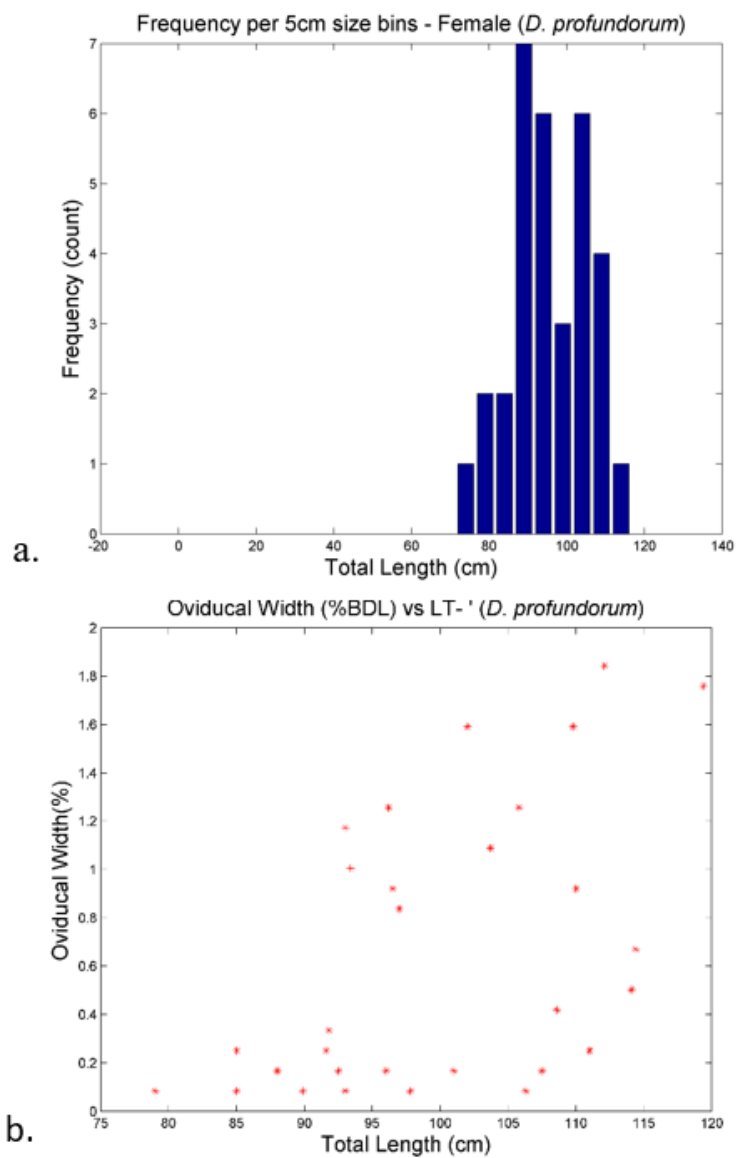 Frequency per 5cm size bins - Female (D. profundorum)
7
6
5
4
3
2
1
0
Frequency (count)
-20 0 20 40 60 80 100 120 140
Total Length (cm)
a.
Oviducal Width (%BDL) vs LT- ' (D. profundorum)
2
1.8
1.6
1.4
1.2
1
0.8
0.6
0.4
0.2
0
Oviducal Width(%)
75 80 85 90 95 100 105 110 115 120
Total Length (cm)
b.